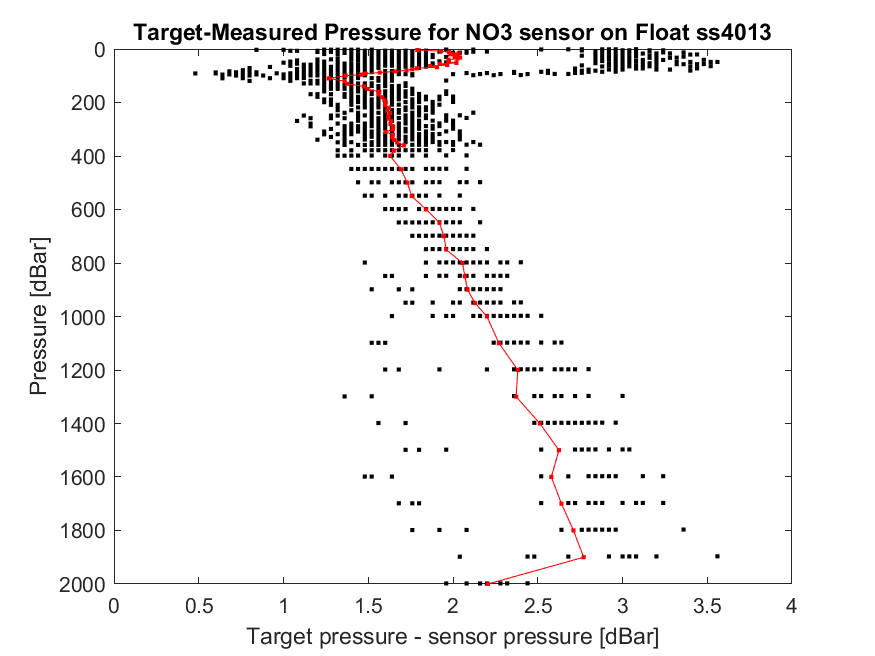 Target-Measured Pressure for NO3 sensor on Float ss4013
0
200
400
600
800
1000
1200
1400
1600
1800
2000
Pressure [dBar]
0 0.5 1 1.5 2 2.5 3 3.5 4
Target pressure - sensor pressure [dBar]